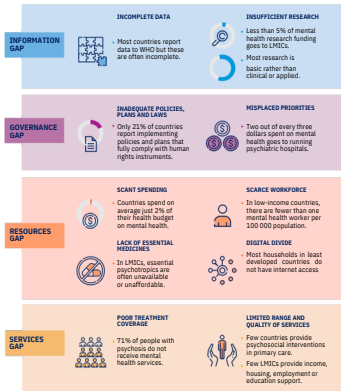 INFORMATION
GAP
INCOMPLETE DATA
• Most countries report
data to WHO but these
are often incomplete.
INSUFFICIENT RESEARCH
• Less than 5% of mental
health research funding
goes to LMICs.
• Most research is
basic rather than
clinical or applied.
GOVERNANCE
GAP
INADEQUATE POLICIES,
PLANS AND LAWS
• Only 21% of countries
report implementing
policies and plans that
fully comply with human
rights instruments.
MISPLACED PRIORITIES
• Two out of every three
dollars spent on mental
health goes to running
psychiatric hospitals.
RESOURCES
GAP
SCANT SPENDING
• Countries spend on
average just 2% of
their health budget
on mental health.
SCARCE WORKFORCE
• In low-income countries,
there are fewer than one
mental health worker per
100 000 population.
LACK OF ESSENTIAL
MEDICINES
• In LMICs, essential
psychotropics are
often unavailable
or unaffordable.
DIGITAL DIVIDE
• Most households in least
developed countries do
not have internet access
SERVICES
GAP
POOR TREATMENT
COVERAGE
• 71% of people with
psychosis do not
receive mental
health services.
LIMITED RANGE AND
QUALITY OF SERVICES
• Few countries provide
psychosocial interventions
in primary care.
• Few LMICs provide income,
housing, employment or
education support.